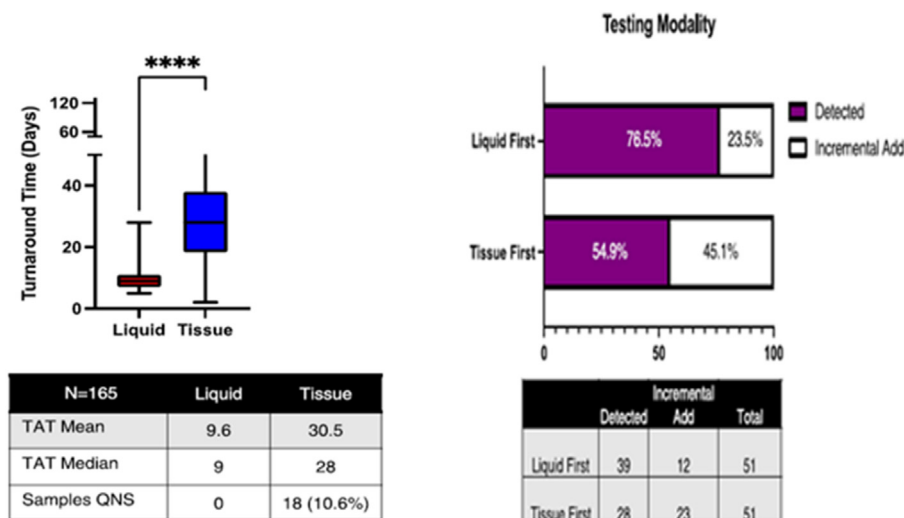 ****
Turnaround Time (Days)
120
60
40
20
0
Liquid Tissue
N=165 Liquid Tissue
TAT Mean 9.6 30.5
TAT Median 9 28
Samples QNS 0 18 (10.6%)
Testing Modality
Liquid First 76.5% 23.5%
Tissue First 54.9% 45.1%
0 50 100
Detected
Incremental Add
Detected Incremental Add Total
Liquid First 39 12 51
Tissue First 28 23 51